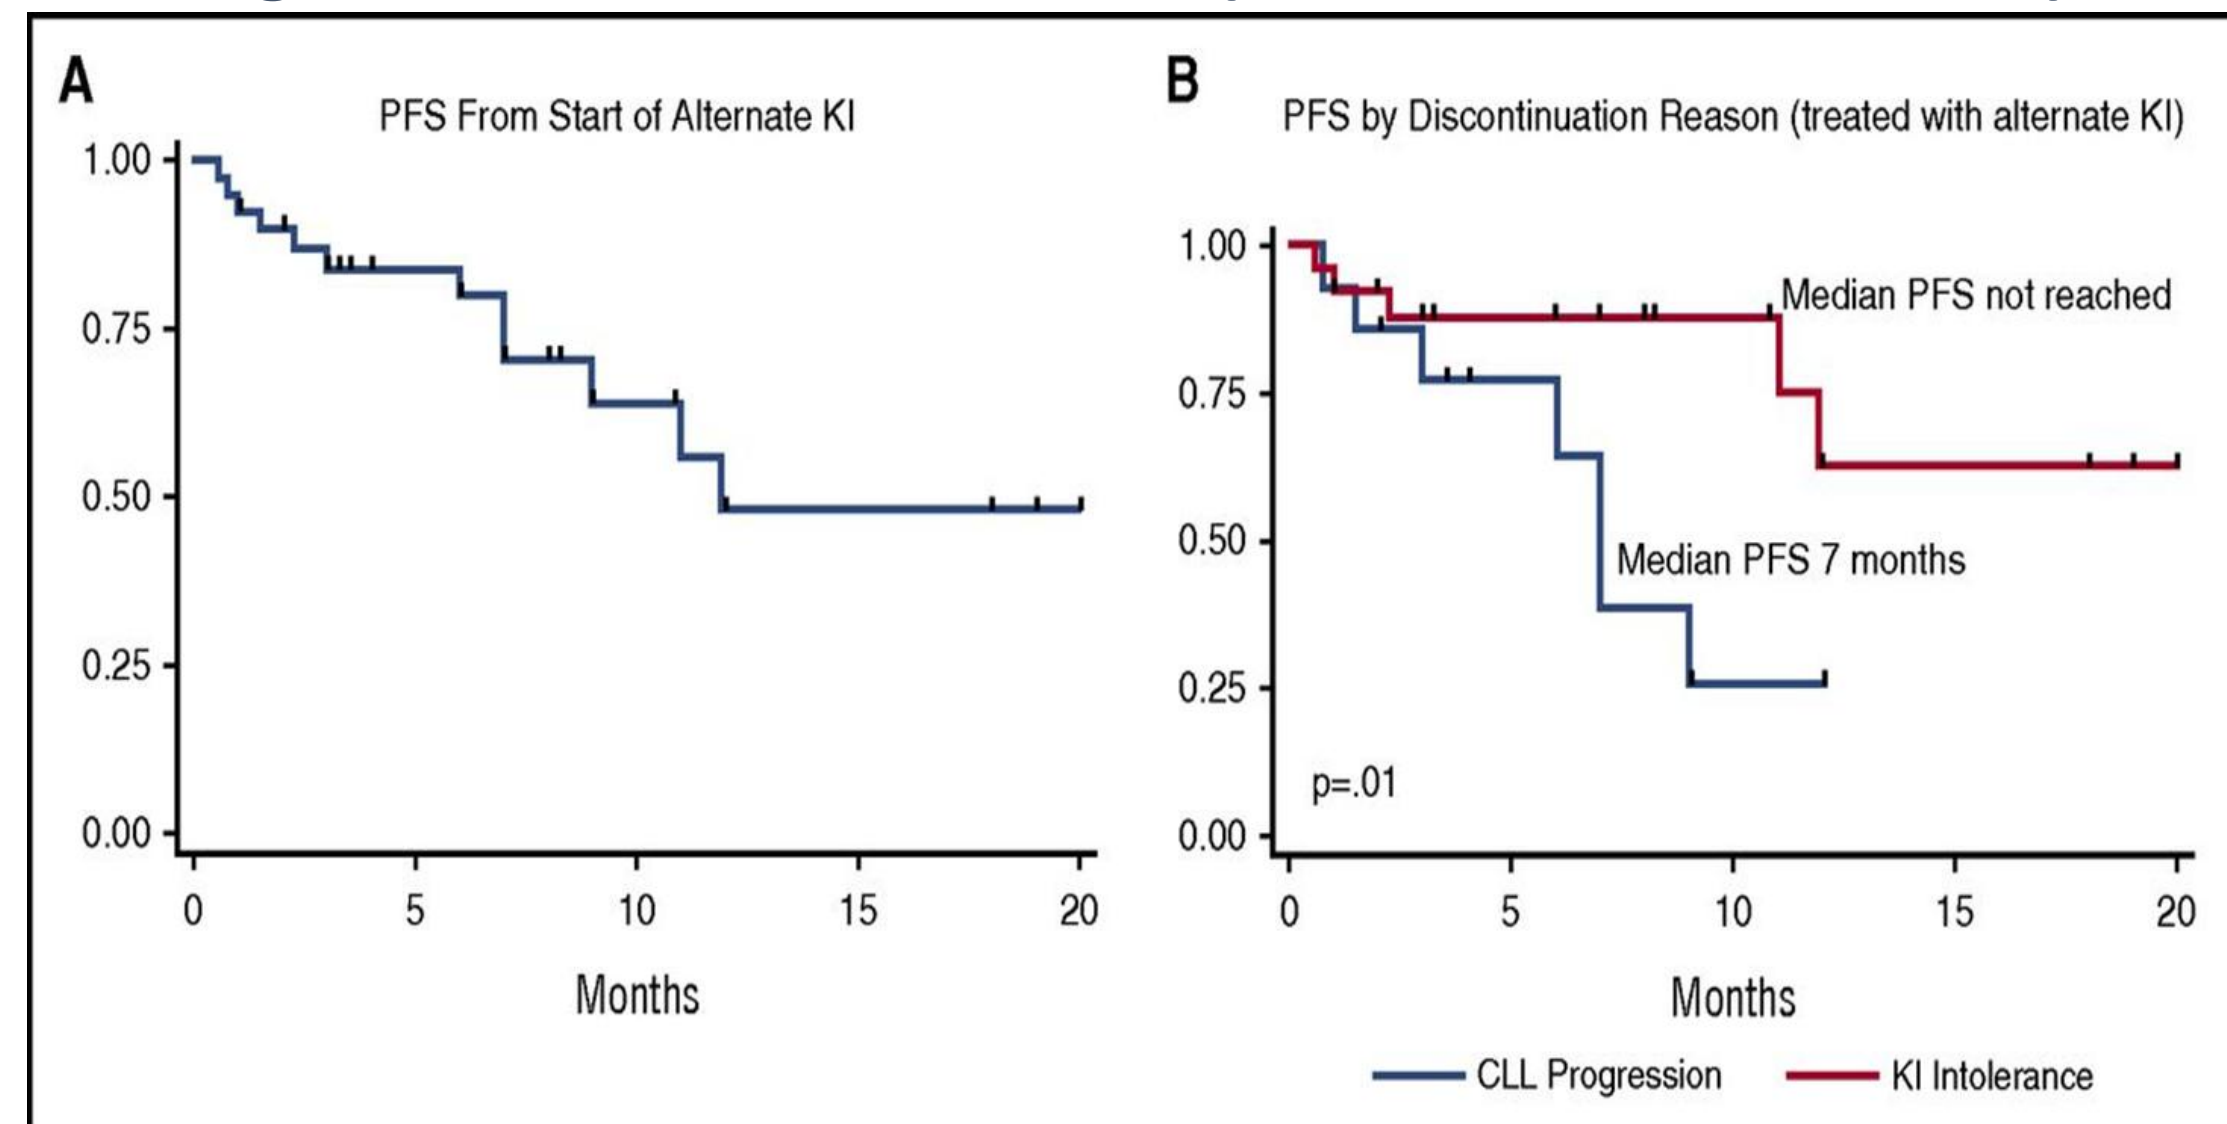 A
PFS From Start of Alternate KI
1.00
0.75
0.50
0.25
0.00
0 5 10 15 20
Months
B
PFS by Discontinuation Reason (treated with alternate KI)
1.00
0.75
0.50
0.25
0.00
Median PFS not reached
Median PFS 7 months
p=.01
0 5 10 15 20
Months
CLL Progression KI Intolerance